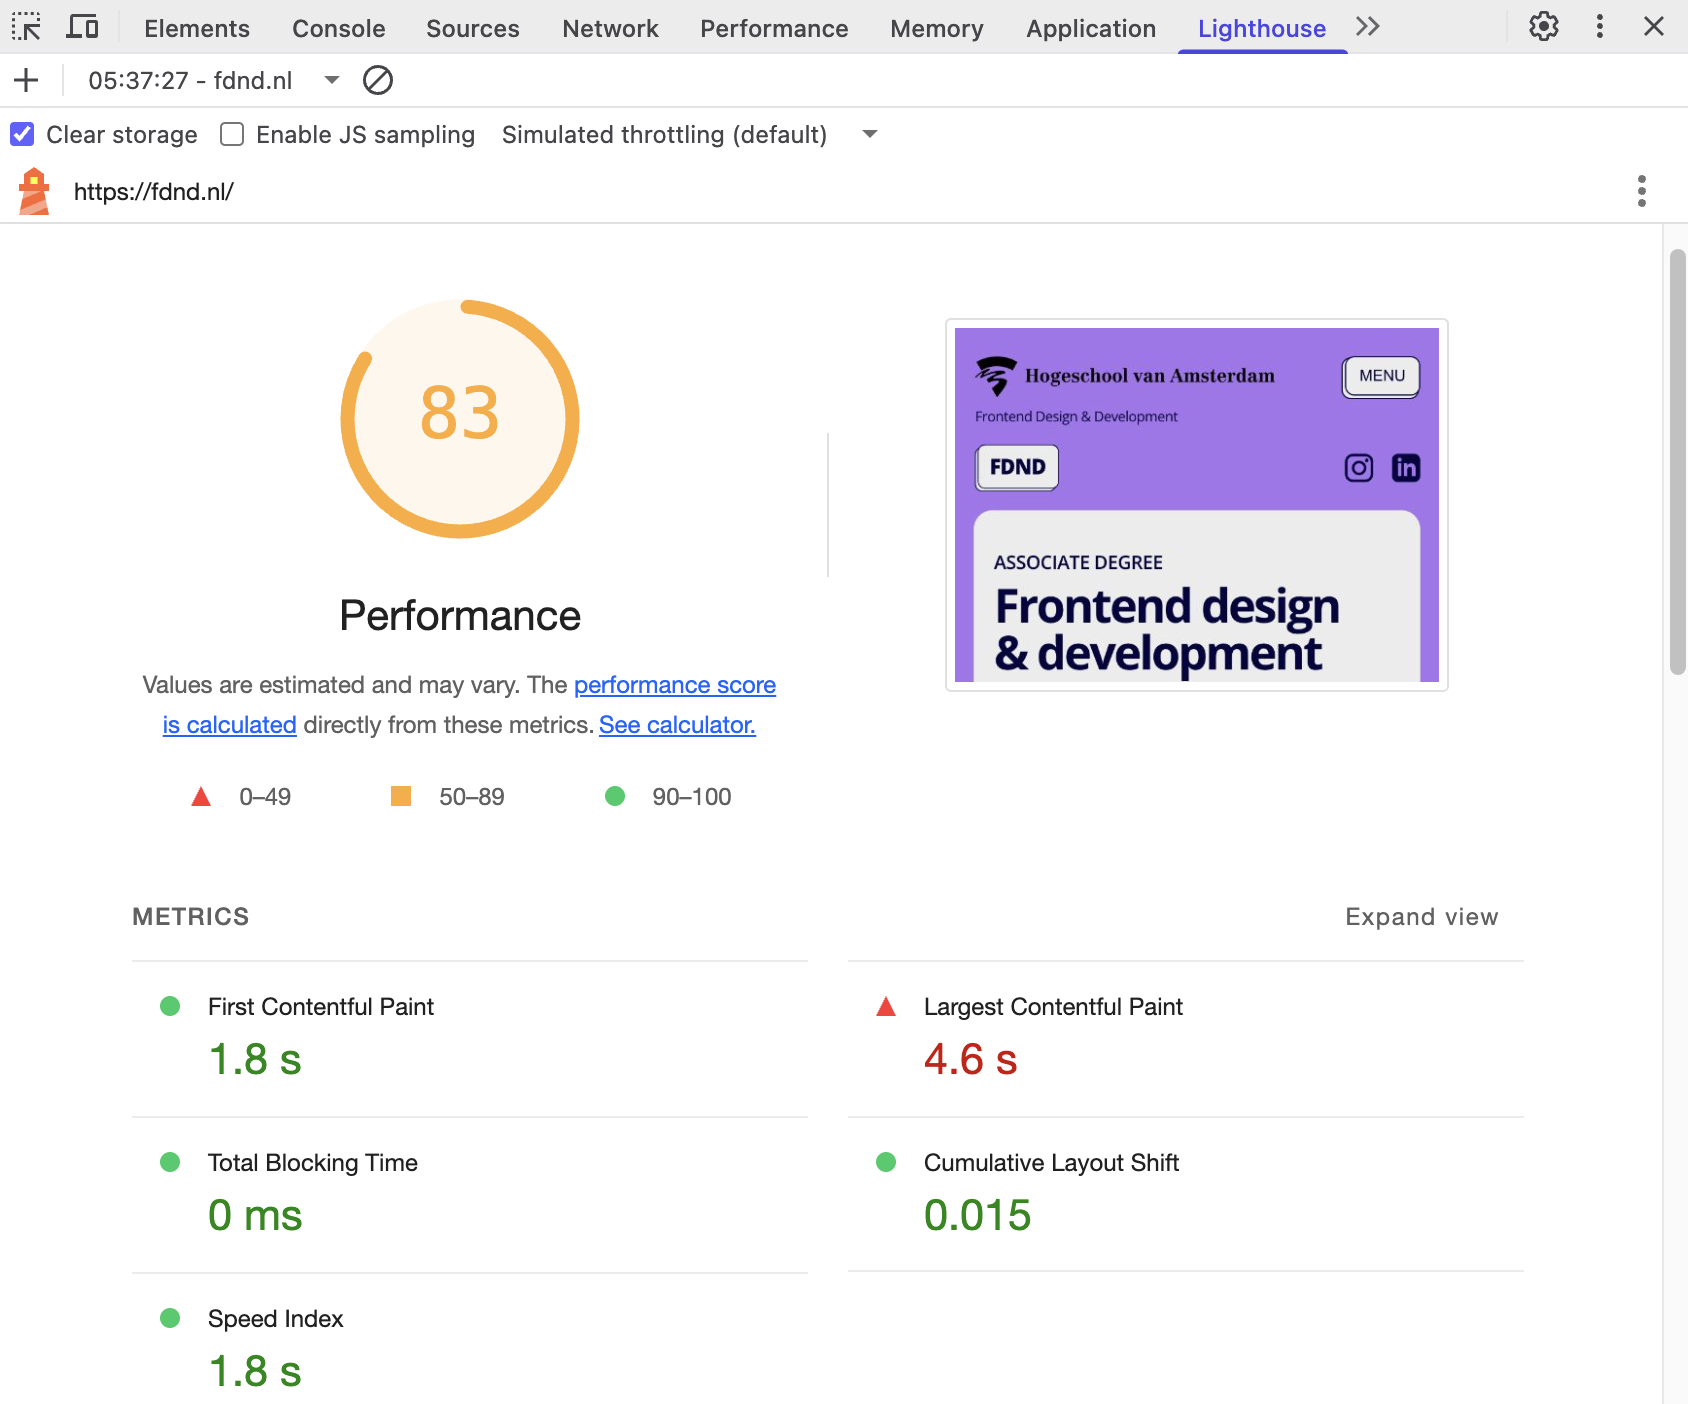 Elements Console Sources Network Performance Memory Application Lighthouse
05:37:27 - fdnd.nl
Clear storage Enable JS sampling Simulated throttling (default)
https://fdnd.nl/
83
Performance
Values are estimated and may vary. The performance score
is calculated directly from these metrics. See calculator.
0–49 50–89 90–100
Hogeschool van Amsterdam
MENU
Frontend Design & Development
FDND
in
ASSOCIATE DEGREE
Frontend design
& development
METRICS
Expand view
First Contentful Paint
1.8 s
Largest Contentful Paint
4.6 s
Total Blocking Time
0 ms
Cumulative Layout Shift
0.015
Speed Index
1.8 s